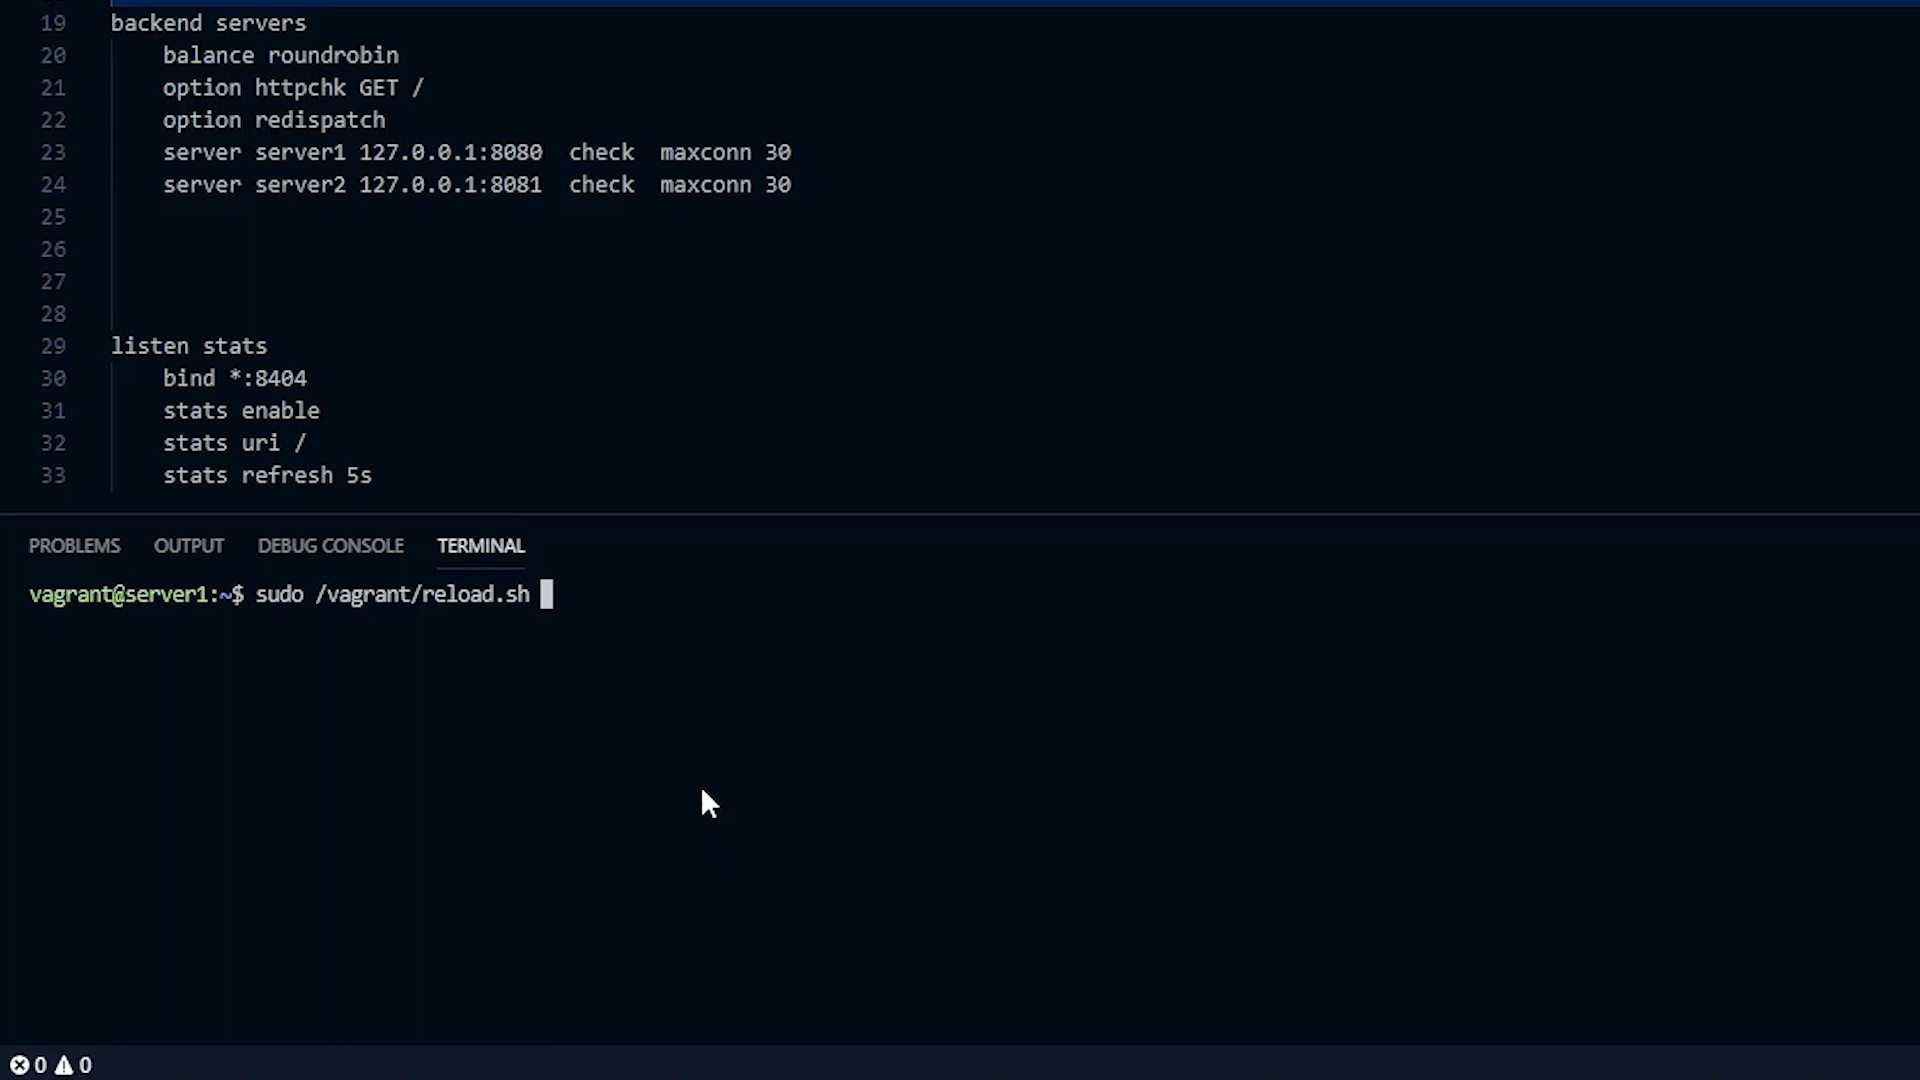 19 backend servers
20 balance roundrobin
21 option httpchk GET /
22 option redispatch
23 server server1 127.0.0.1:8080 check maxconn 30
24 server server2 127.0.0.1:8081 check maxconn 30
25
26
27
28
29 listen stats
30 bind *:8404
31 stats enable
32 stats uri /
33 stats refresh 5s
PROBLEMS OUTPUT DEBUG CONSOLE TERMINAL
vagrant@server1:~$ sudo /vagrant/reload.sh
0 0